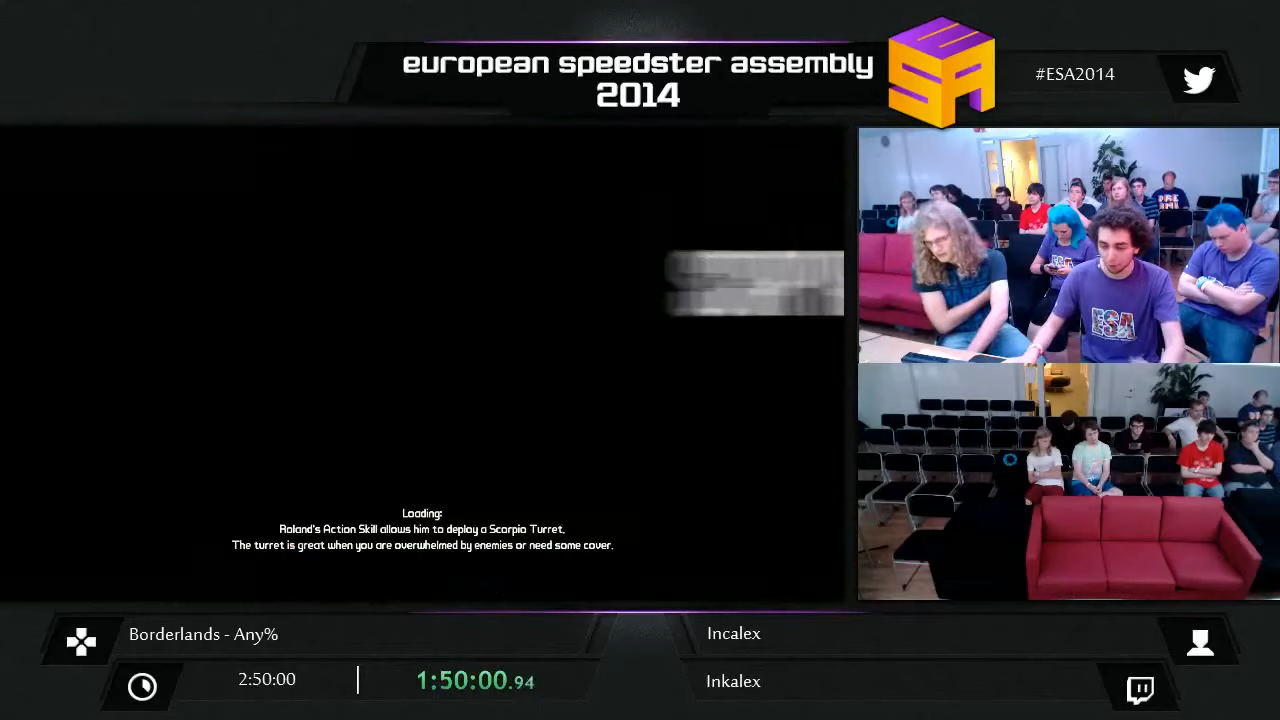 european speedster assembly
2014
ESA
#ESA2014
Loading:
Roland's Action Skill allows him to deploy a Scorpio Turret.
The turret is great when you are overwhelmed by enemies or need some cover.
ESA
Borderlands - Any%
2:50:00
1:50:00.94
Incalex
Inkalex